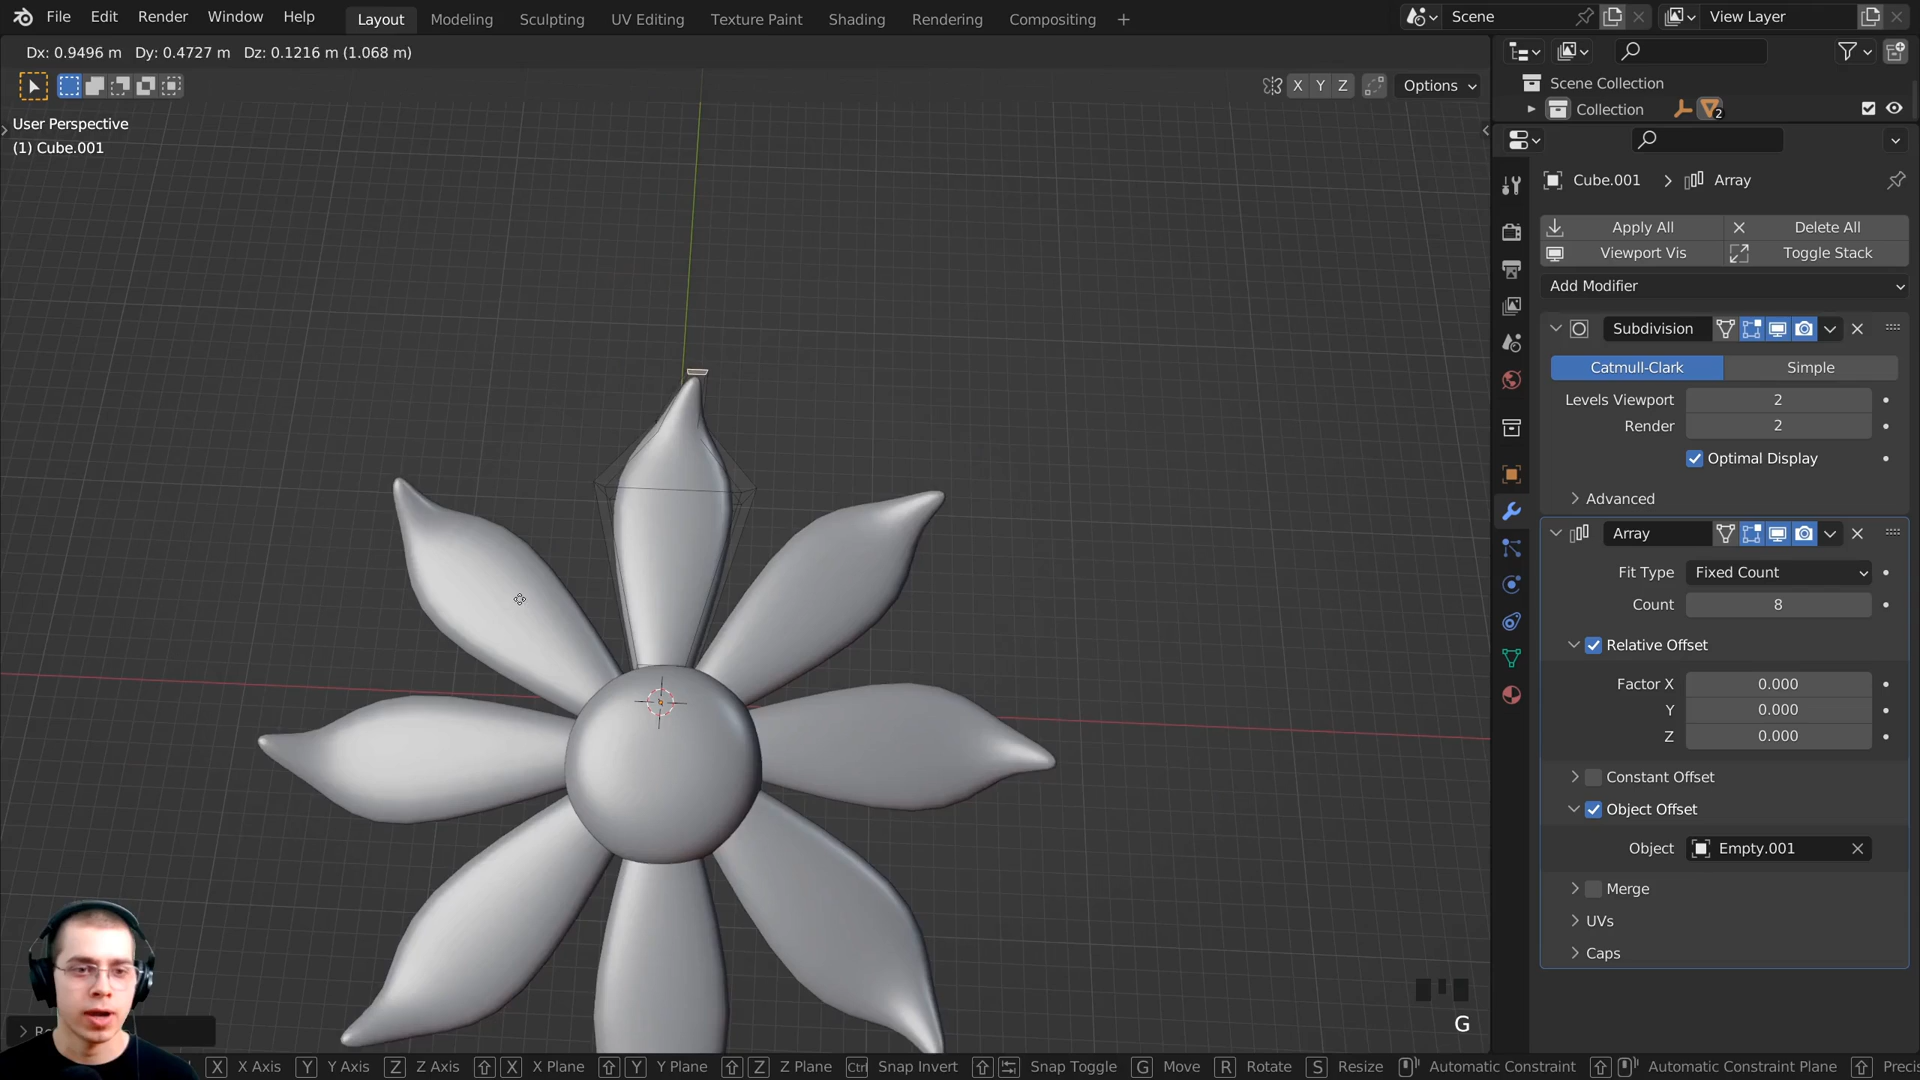 File Edit Render Window Help Layout Modeling Sculpting UV Editing Texture Paint Shading Rendering Compositing + Scene View Layer
Dx: 0.9496 m Dy: 0.4727 m Dz: 0.1216 m (1.068 m)
X Y Z Options
User Perspective
(1) Cube.001
Scene Collection
Collection 2
Cube.001 > Array
Apply All Delete All
Viewport Vis Toggle Stack
Add Modifier
Subdivision
Catmull-Clark Simple
Levels Viewport 2
Render 2
Optimal Display
Advanced
Array
Fit Type Fixed Count
Count 8
Relative Offset
Factor X 0.000
Y 0.000
Z 0.000
Constant Offset
Object Offset
Object Empty.001
Merge
UVs
Caps
G
X X Axis Y Y Axis Z Z Axis X X Plane Y Y Plane Z Z Plane Ctrl Snap Invert Snap Toggle G Move R Rotate S Resize Automatic Constraint Automatic Constraint Plane